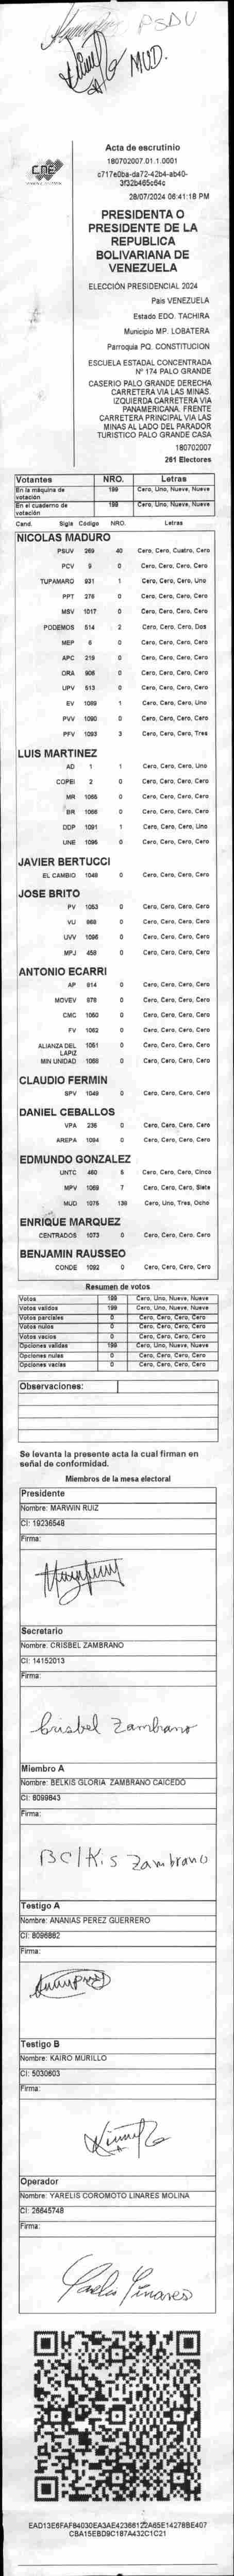 PSDU
MUD.
CNE
Acta de escrutinio
180702007.01.1.0001
c717e0ba-da72-42b4-ab40-
3f32b465c64c
28/07/2024 06:41:18 PM
PRESIDENTA O
PRESIDENTE DE LA
REPUBLICA
BOLIVARIANA DE
VENEZUELA
ELECCIÓN PRESIDENCIAL 2024
País VENEZUELA
Estado EDO. TACHIRA
Municipio MP. LOBATERA
Parroquia PQ. CONSTITUCION
ESCUELA ESTADAL CONCENTRADA
Nº 174 PALO GRANDE
CASERIO PALO GRANDE DERECHA
CARRETERA VIA LAS MINAS.
IZQUIERDA CARRETERA VIA
PANAMERICANA. FRENTE
CARRETERA PRINCIPAL VIA LAS
MINAS AL LADO DEL PARADOR
TURISTICO PALO GRANDE CASA
180702007
261 Electores
Votantes NRO. Letras
En la máquina de votación 199 Cero, Uno, Nueve, Nueve
En el cuaderno de votación 199 Cero, Uno, Nueve, Nueve
Cand. Sigla Código NRO. Letras
NICOLAS MADURO
PSUV 269 40 Cero, Cero, Cuatro, Cero
PCV 9 0 Cero, Cero, Cero, Cero
TUPAMARO 931 1 Cero, Cero, Cero, Uno
PPT 276 0 Cero, Cero, Cero, Cero
MSV 1017 0 Cero, Cero, Cero, Cero
PODEMOS 514 2 Cero, Cero, Cero, Dos
MEP 6 0 Cero, Cero, Cero, Cero
APC 219 0 Cero, Cero, Cero, Cero
ORA 906 0 Cero, Cero, Cero, Cero
UPV 513 0 Cero, Cero, Cero, Cero
EV 1089 1 Cero, Cero, Cero, Uno
PVV 1090 0 Cero, Cero, Cero, Cero
PFV 1093 3 Cero, Cero, Cero, Tres
LUIS MARTINEZ
AD 1 1 Cero, Cero, Cero, Uno
COPEI 2 0 Cero, Cero, Cero, Cero
MR 1065 0 Cero, Cero, Cero, Cero
BR 1066 0 Cero, Cero, Cero, Cero
DDP 1091 1 Cero, Cero, Cero, Uno
UNE 1095 0 Cero, Cero, Cero, Cero
JAVIER BERTUCCI
EL CAMBIO 1048 0 Cero, Cero, Cero, Cero
JOSE BRITO
PV 1053 0 Cero, Cero, Cero, Cero
VU 868 0 Cero, Cero, Cero, Cero
UVV 1096 0 Cero, Cero, Cero, Cero
MPJ 458 0 Cero, Cero, Cero, Cero
ANTONIO ECARRI
AP 914 0 Cero, Cero, Cero, Cero
MOVEV 978 0 Cero, Cero, Cero, Cero
CMC 1050 0 Cero, Cero, Cero, Cero
FV 1062 0 Cero, Cero, Cero, Cero
ALIANZA DEL LAPIZ 1051 0 Cero, Cero, Cero, Cero
MIN UNIDAD 1068 0 Cero, Cero, Cero, Cero
CLAUDIO FERMIN
SPV 1049 0 Cero, Cero, Cero, Cero
DANIEL CEBALLOS
VPA 236 0 Cero, Cero, Cero, Cero
AREPA 1094 0 Cero, Cero, Cero, Cero
EDMUNDO GONZALEZ
UNTC 460 5 Cero, Cero, Cero, Cinco
MPV 1069 7 Cero, Cero, Cero, Siete
MUD 1075 138 Cero, Uno, Tres, Ocho
ENRIQUE MARQUEZ
CENTRADOS 1073 0 Cero, Cero, Cero, Cero
BENJAMIN RAUSSEO
CONDE 1092 0 Cero, Cero, Cero, Cero
Resumen de votos
Votos 199 Cero, Uno, Nueve, Nueve
Votos validos 199 Cero, Uno, Nueve, Nueve
Votos parciales 0 Cero, Cero, Cero, Cero
Votos nulos 0 Cero, Cero, Cero, Cero
Votos vacios 0 Cero, Cero, Cero, Cero
Opciones validas 199 Cero, Uno, Nueve, Nueve
Opciones nulas 0 Cero, Cero, Cero, Cero
Opciones vacias 0 Cero, Cero, Cero, Cero
Observaciones:
Se levanta la presente acta la cual firman en
señal de conformidad.
Miembros de la mesa electoral
Presidente
Nombre: MARWIN RUIZ
CI: 19236548
Firma:
Secretario
Nombre: CRISBEL ZAMBRANO
CI: 14152013
Firma:
Crisbel Zambrano
Miembro A
Nombre: BELKIS GLORIA ZAMBRANO CAICEDO
CI: 8099843
Firma:
Belkis Zambrano
Testigo A
Nombre: ANANIAS PEREZ GUERRERO
CI: 8096882
Firma:
Testigo B
Nombre: KAIRO MURILLO
CI: 5030603
Firma:
Operador
Nombre: YARELIS COROMOTO LINARES MOLINA
CI: 26645748
Firma:
Yarelis Linares
EAD13E6FAF84030EA3AE42366122A65E14278BE407
CBA15EBD9C187A432C1C21